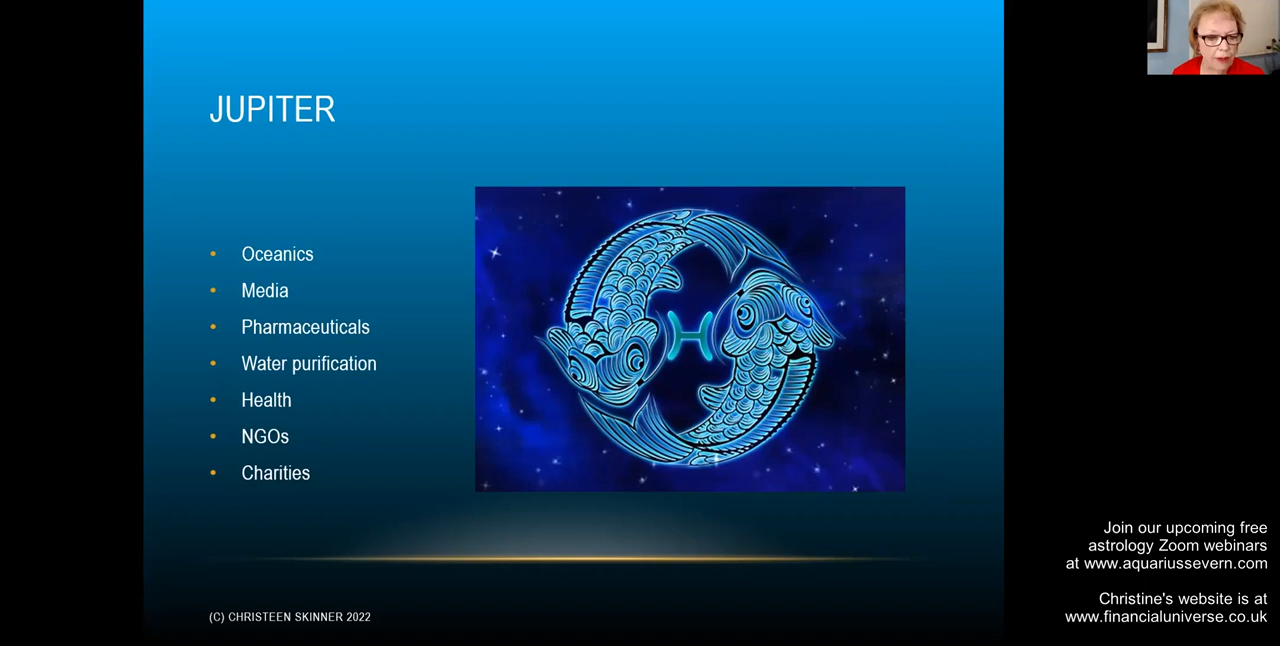 JUPITER
• Oceanics
• Media
• Pharmaceuticals
• Water purification
• Health
• NGOs
• Charities
(C) CHRISTEEN SKINNER 2022
Join our upcoming free
astrology Zoom webinars
at www.aquariussevern.com
Christine's website is at
www.financialuniverse.co.uk